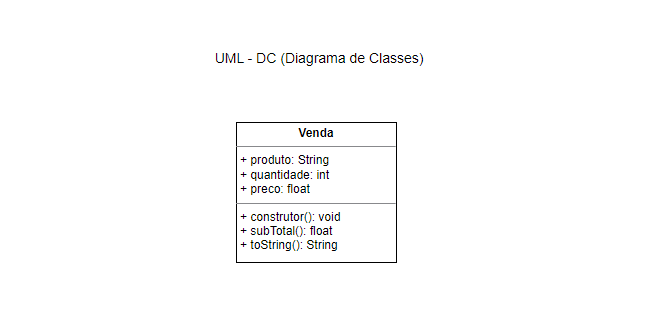 UML - DC (Diagrama de Classes)
Venda
+ produto: String
+ quantidade: int
+ preco: float
+ construtor(): void
+ subTotal(): float
+ toString(): String